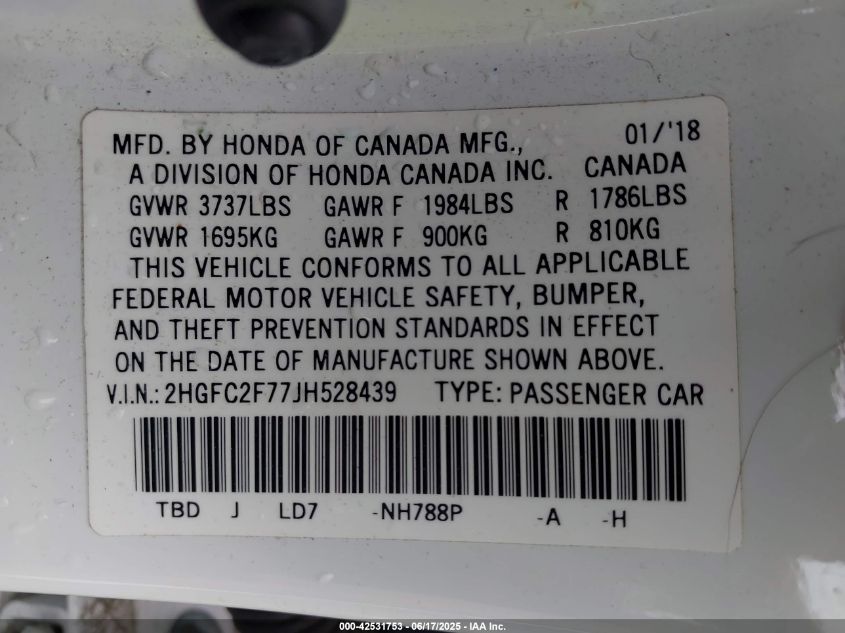 MFD. BY HONDA OF CANADA MFG., 01/'18
A DIVISION OF HONDA CANADA INC. CANADA
GVWR 3737LBS GAWR F 1984LBS R 1786LBS
GVWR 1695KG GAWR F 900KG R 810KG
THIS VEHICLE CONFORMS TO ALL APPLICABLE
FEDERAL MOTOR VEHICLE SAFETY, BUMPER,
AND THEFT PREVENTION STANDARDS IN EFFECT
ON THE DATE OF MANUFACTURE SHOWN ABOVE.
V.I.N.: 2HGFC2F77JH528439 TYPE: PASSENGER CAR
TBD J LD7 -NH788P -A -H
000-42531753 - 06/17/2025 - IAA Inc.